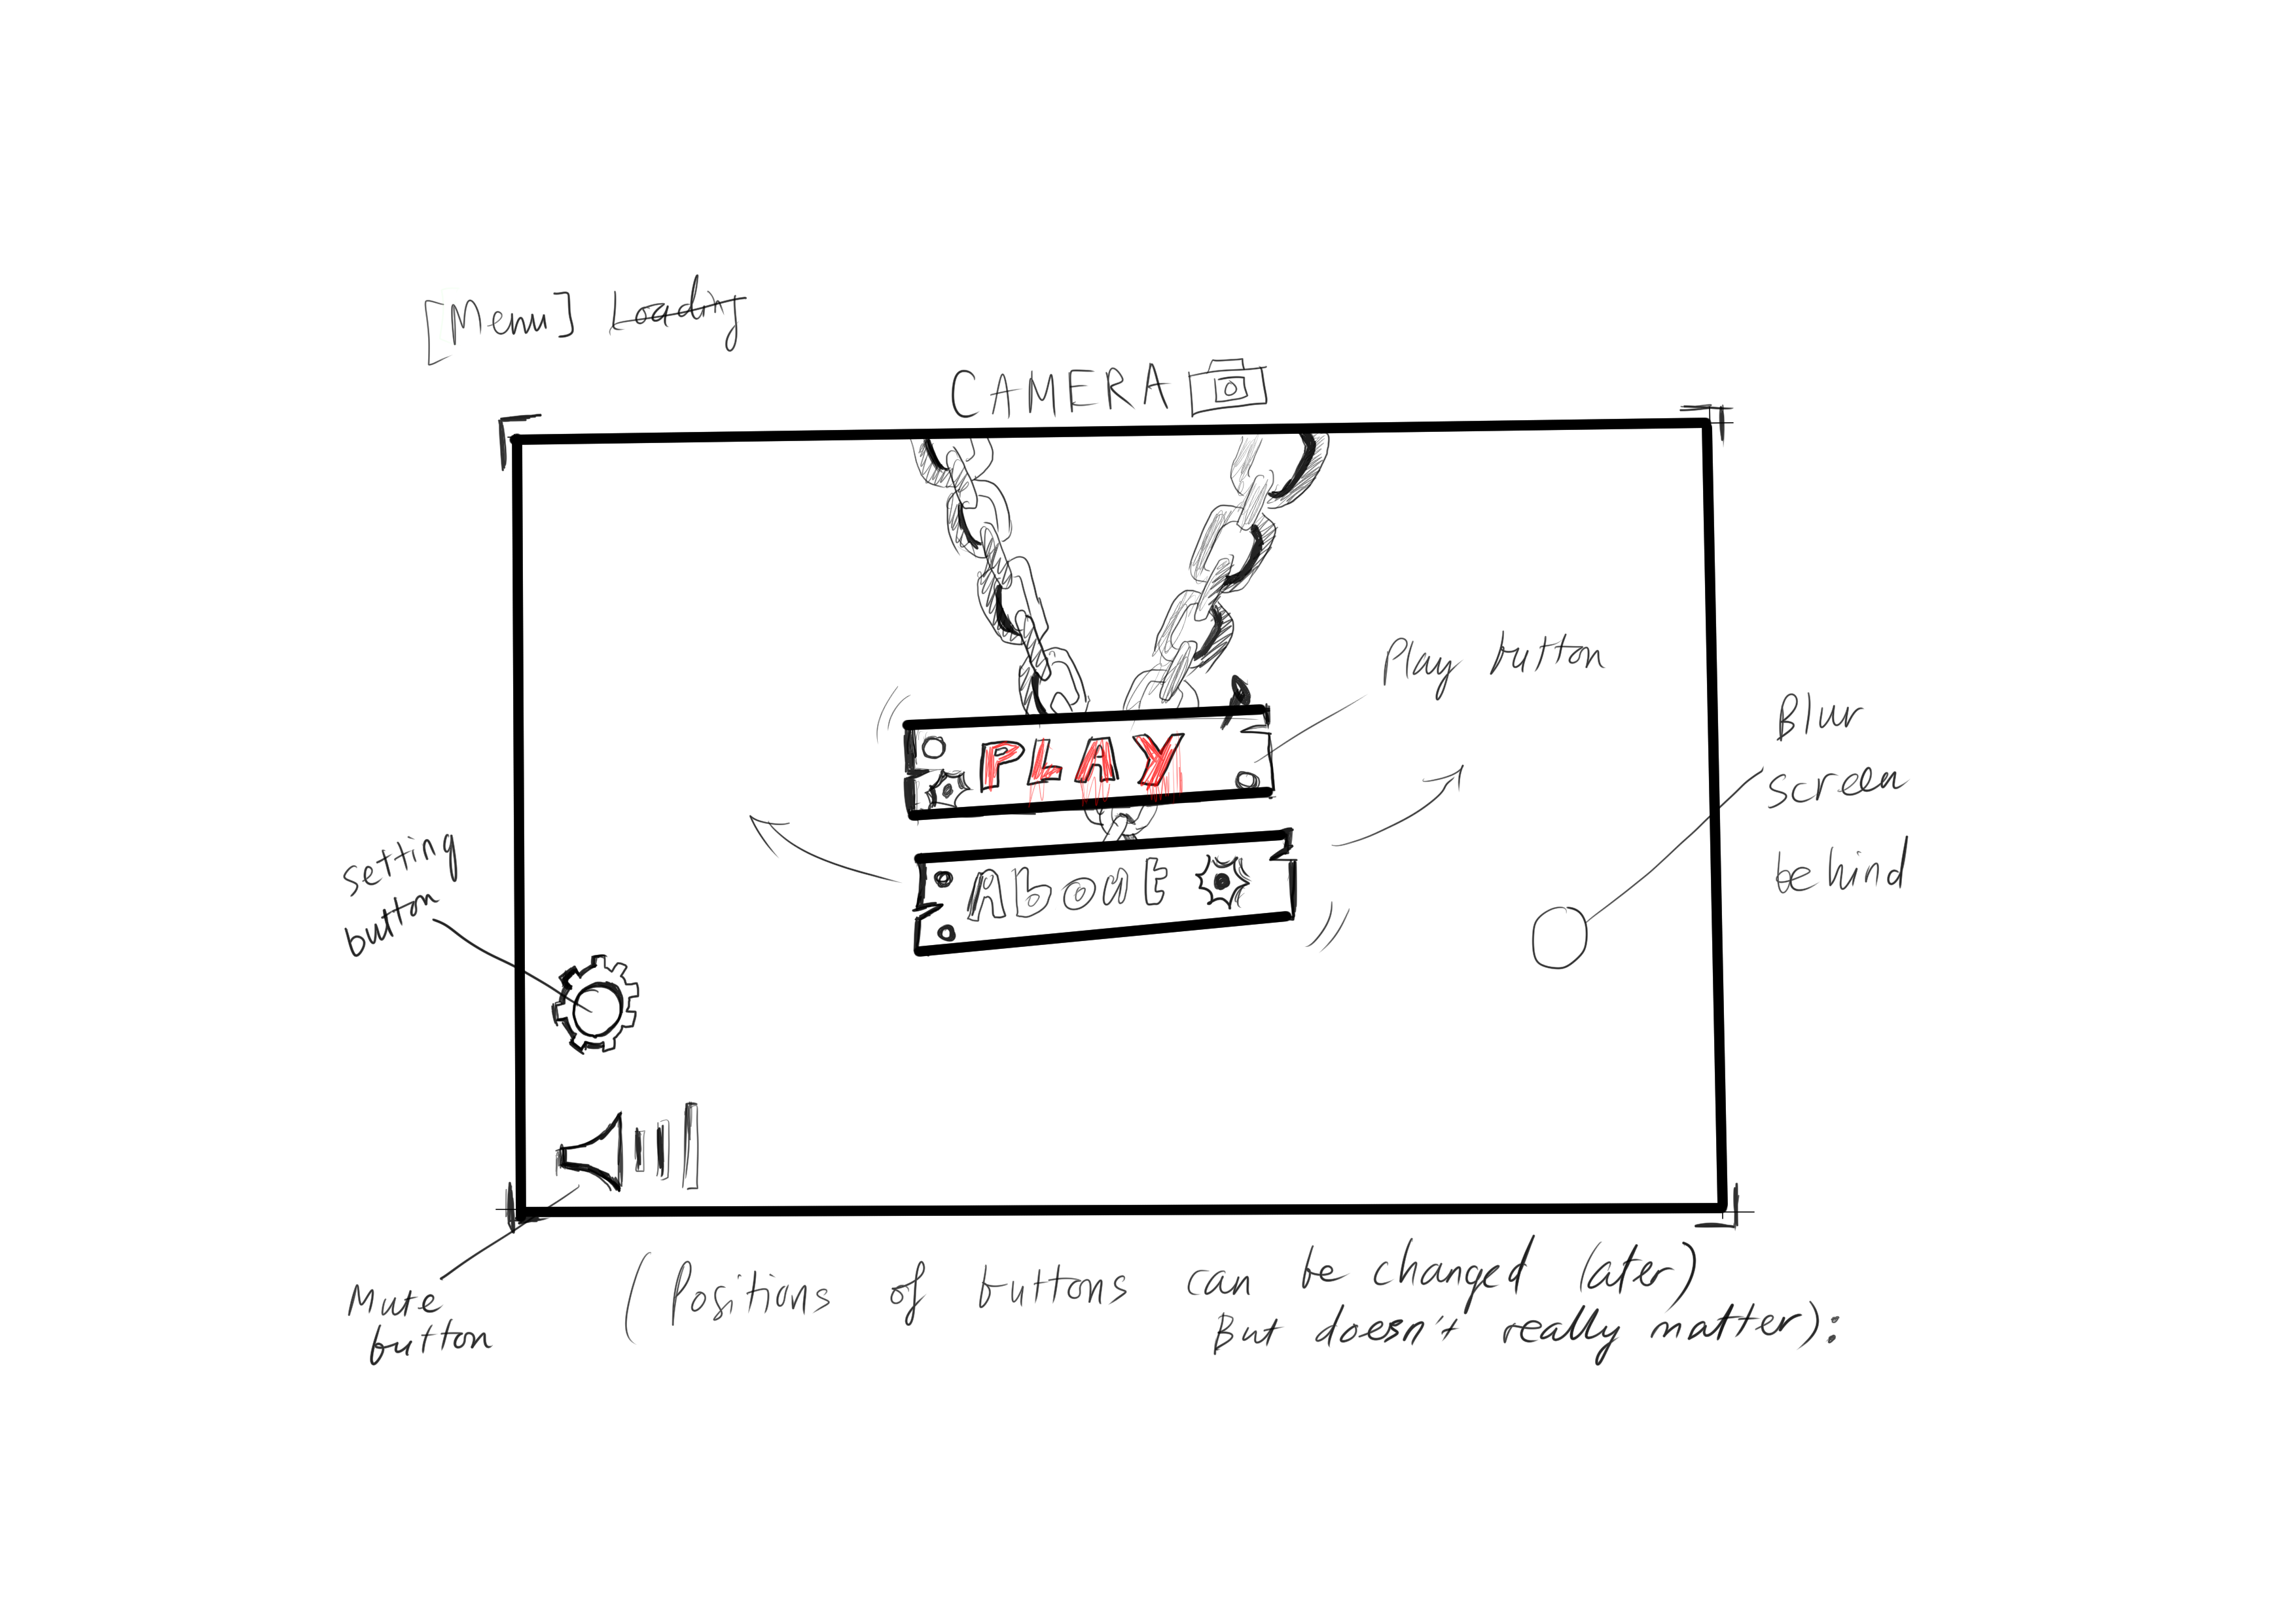 [Menu] Loading
CAMERA
Play button
PLAY
Blur
screen
behind
About
setting
button
Mute
button
(Positions of buttons can be changed later)
But doesn't really matter):